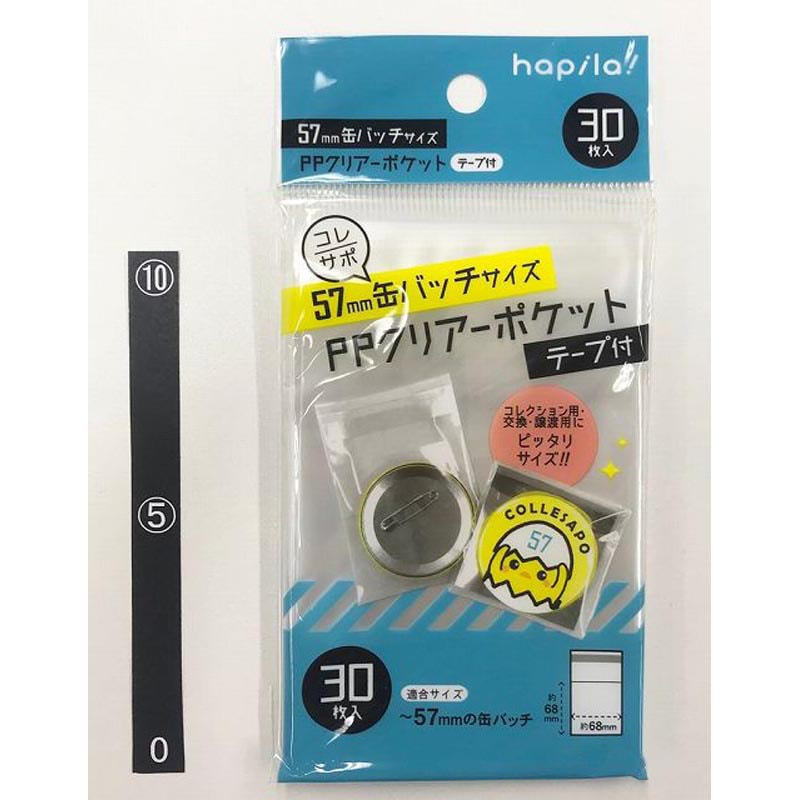 hapila!!
57mm缶バッチサイズ
PPクリアーポケット テープ付
30
枚入
コレ
サポ
57mm缶バッチサイズ
PPクリアーポケット
テープ付
コレクション用・
交換・譲渡用に
ピッタリ
サイズ!!
COLLESAPO
57
30
枚入
適合サイズ
~57mmの缶バッチ
約
68
mm
約68mm
⑩
⑤
0